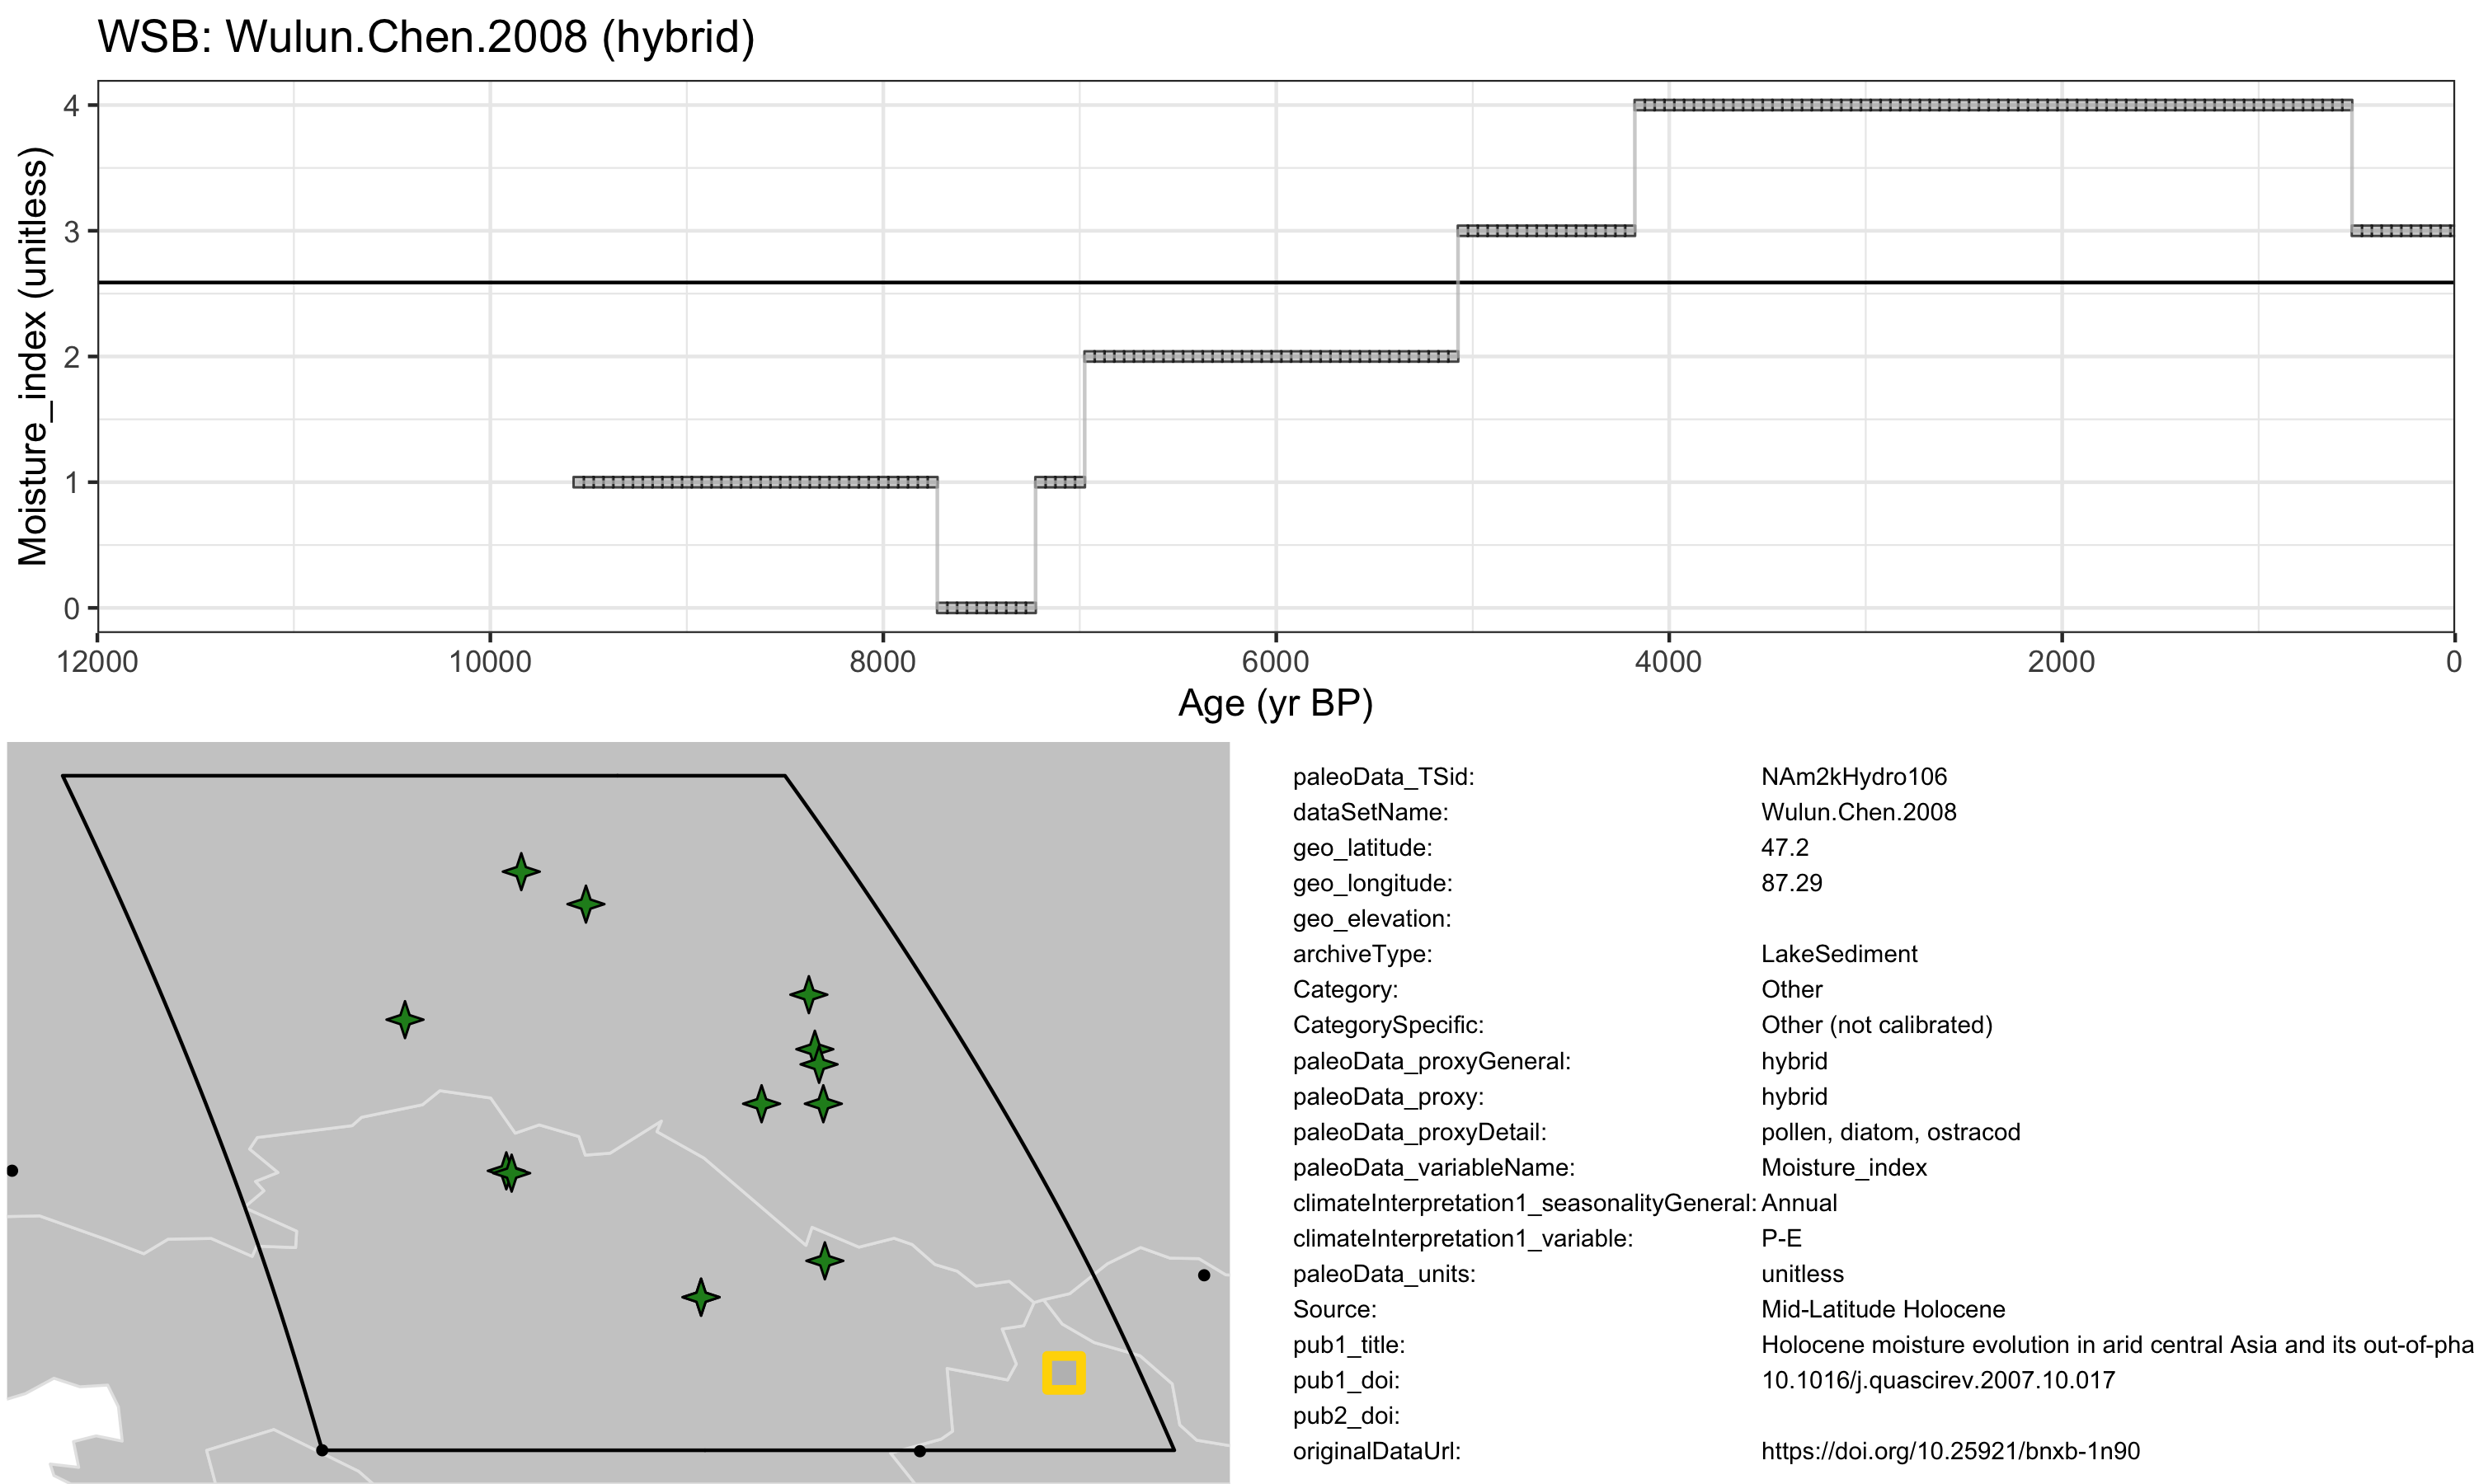 WSB: Wulun.Chen.2008 (hybrid)
Moisture_index (unitless)
4
3
2
1
0
12000 10000 8000 6000 4000 2000 0
Age (yr BP)
paleoData_TSid: NAm2kHydro106
dataSetName: Wulun.Chen.2008
geo_latitude: 47.2
geo_longitude: 87.29
geo_elevation:
archiveType: LakeSediment
Category: Other
CategorySpecific: Other (not calibrated)
paleoData_proxyGeneral: hybrid
paleoData_proxy: hybrid
paleoData_proxyDetail: pollen, diatom, ostracod
paleoData_variableName: Moisture_index
climateInterpretation1_seasonalityGeneral: Annual
climateInterpretation1_variable: P-E
paleoData_units: unitless
Source: Mid-Latitude Holocene
pub1_title: Holocene moisture evolution in arid central Asia and its out-of-pha
pub1_doi: 10.1016/j.quascirev.2007.10.017
pub2_doi:
originalDataUrl: https://doi.org/10.25921/bnxb-1n90